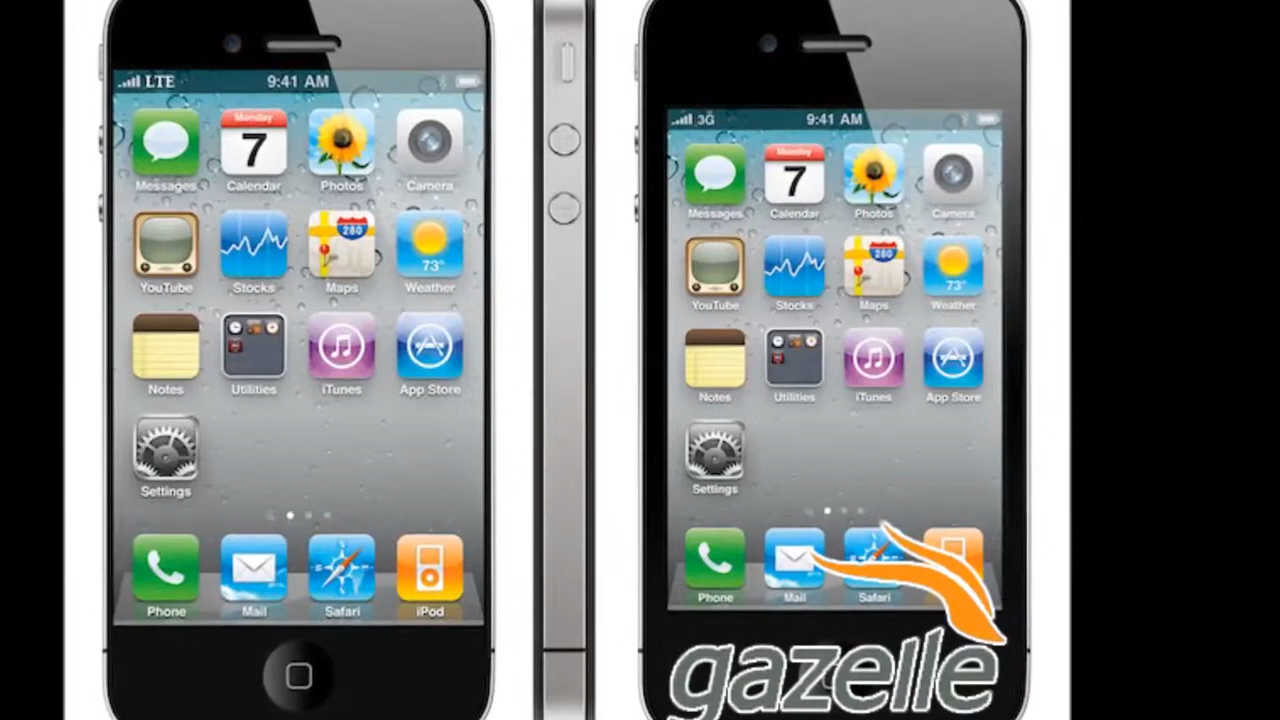 LTE 9:41 AM
Monday
7
Messages Calendar Photos Camera
280
73°
YouTube Stocks Maps Weather
Notes Utilities iTunes App Store
Settings
Phone Mail Safari iPod
3G 9:41 AM
Monday
7
Messages Calendar Photos Camera
280
73°
YouTube Stocks Maps Weather
Notes Utilities iTunes App Store
Settings
Phone Mail Safari
gazelle